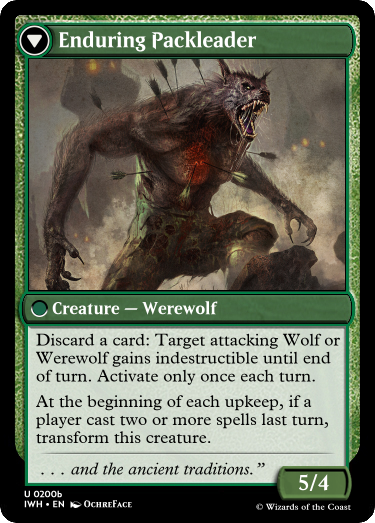 Enduring Packleader
Creature — Werewolf
Discard a card: Target attacking Wolf or
Werewolf gains indestructible until end
of turn. Activate only once each turn.
At the beginning of each upkeep, if a
player cast two or more spells last turn,
transform this creature.
. . . and the ancient traditions.”
5/4
U 0200b
IWH • EN OchreFace
© Wizards of the Coast